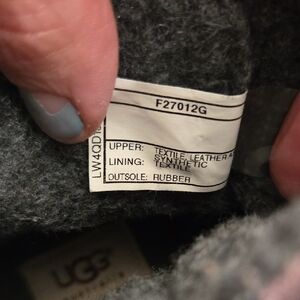 F27012G
UPPER: TEXTILE, LEATHER
LINING: SYNTHETIC
TEXTILE
OUTSOLE: RUBBER
LW4QD
UGG